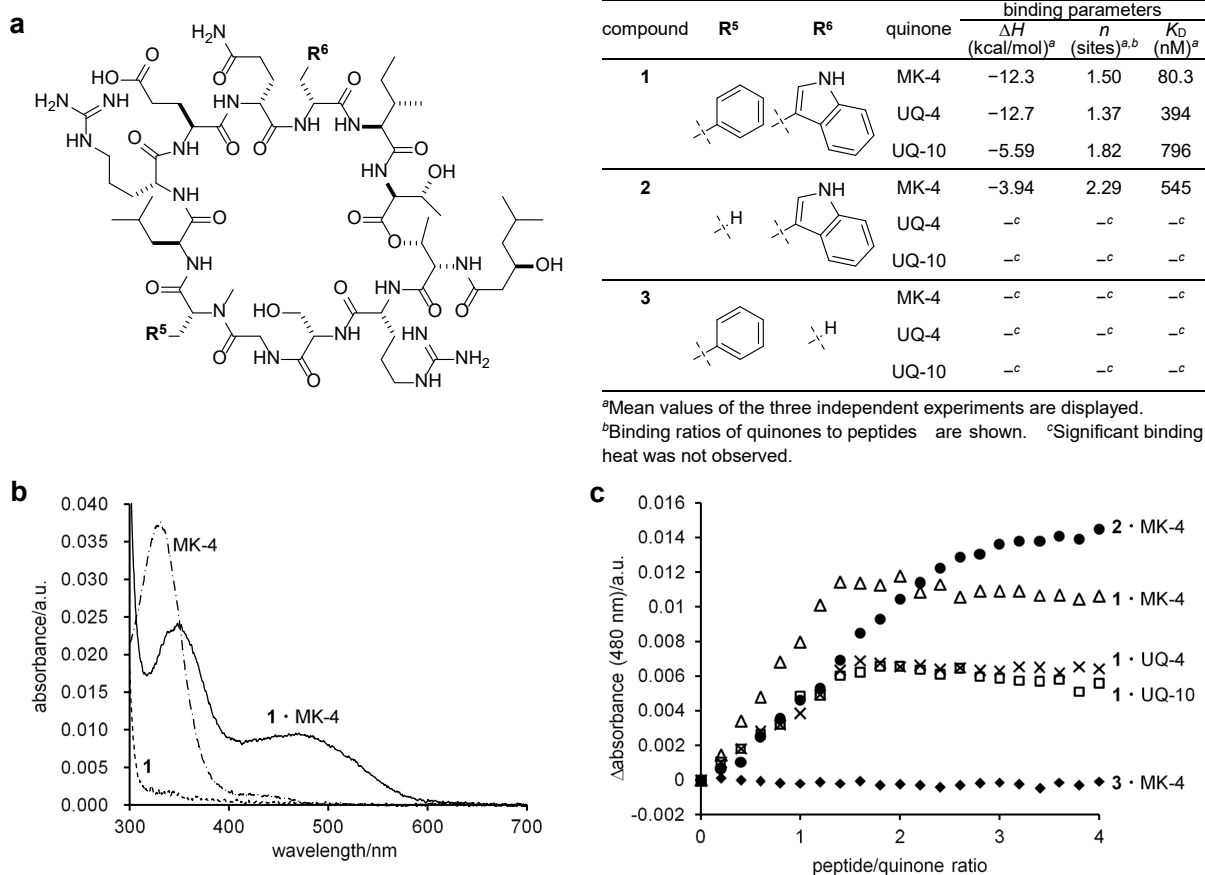 a
H₂N
O
R⁶
O
HO
H₂N
NH
HN
O
HN
O
NH
O
HN
O
NH
O
HN
O
OH
O
NH
O
O
NH
OH
NH
O
O
HN
O
N
HO
O
NH
R⁵
O
HN
O
HN
NH₂
NH
binding parameters
compound R⁵ R⁶ quinone ΔH n K_D
(kcal/mol)ᵃ (sites)ᵃ,ᵇ (nM)ᵃ
1 NH MK-4 −12.3 1.50 80.3
UQ-4 −12.7 1.37 394
UQ-10 −5.59 1.82 796
2 H NH MK-4 −3.94 2.29 545
UQ-4 –ᶜ –ᶜ –ᶜ
UQ-10 –ᶜ –ᶜ –ᶜ
3 H MK-4 –ᶜ –ᶜ –ᶜ
UQ-4 –ᶜ –ᶜ –ᶜ
UQ-10 –ᶜ –ᶜ –ᶜ
ᵃMean values of the three independent experiments are displayed.
ᵇBinding ratios of quinones to peptides are shown. ᶜSignificant binding
heat was not observed.
b
absorbance/a.u.
0.040
0.035
0.030
0.025
0.020
0.015
0.010
0.005
0.000
MK-4
1・MK-4
1
300 400 500 600 700
wavelength/nm
c
Δabsorbance (480 nm)/a.u.
0.016
0.014
0.012
0.01
0.008
0.006
0.004
0.002
0
-0.002
2・MK-4
1・MK-4
1・UQ-4
1・UQ-10
3・MK-4
0 1 2 3 4
peptide/quinone ratio